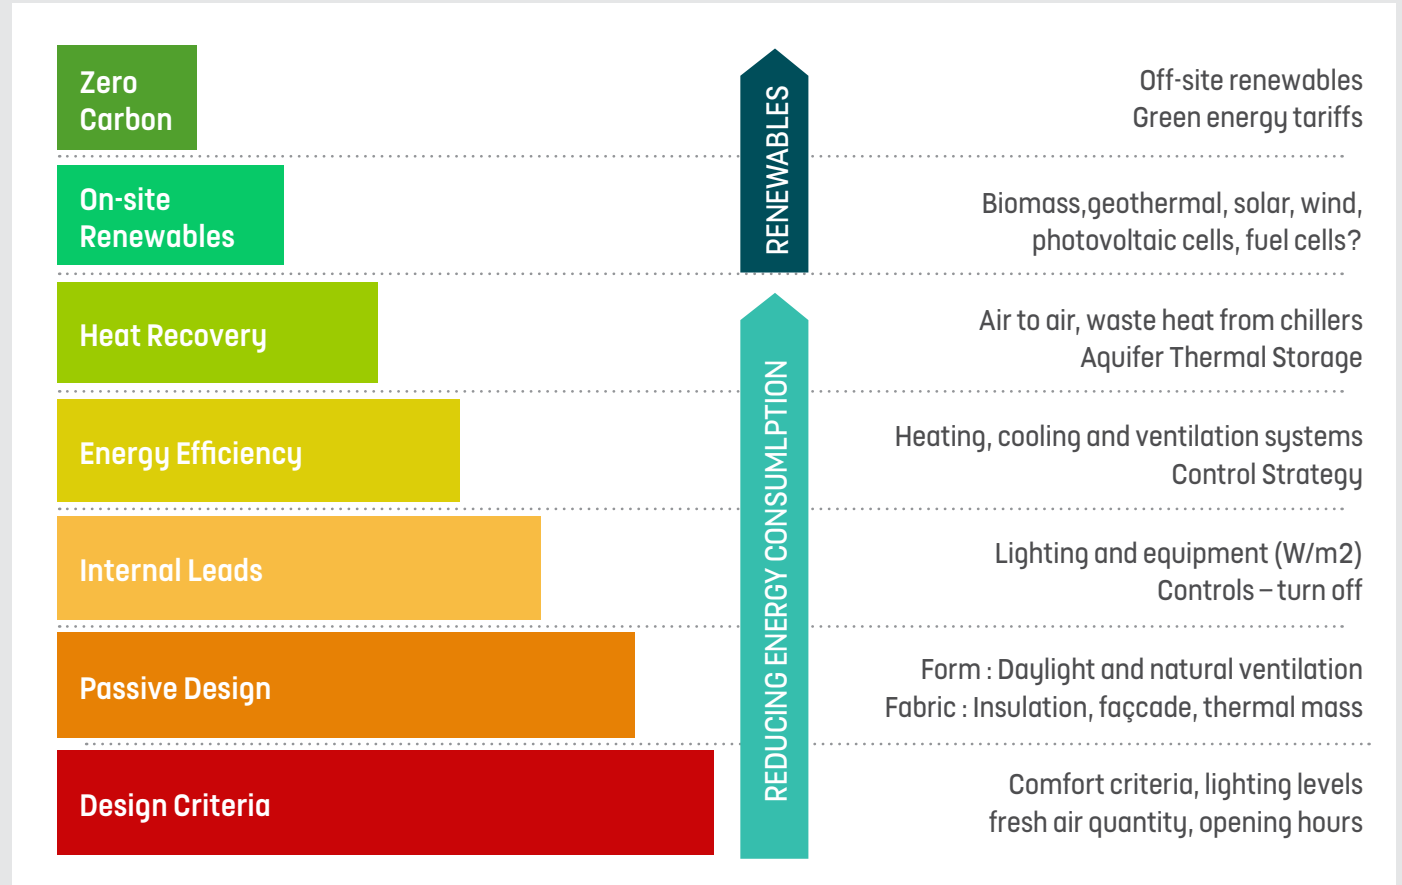 Zero
Carbon
RENEWABLES
Off-site renewables
Green energy tariffs
On-site
Renewables
Biomass,geothermal, solar, wind,
photovoltaic cells, fuel cells?
Heat Recovery
REDUCING ENERGY CONSUMLPTION
Air to air, waste heat from chillers
Aquifer Thermal Storage
Energy Efficiency
Heating, cooling and ventilation systems
Control Strategy
Internal Leads
Lighting and equipment (W/m2)
Controls – turn off
Passive Design
Form : Daylight and natural ventilation
Fabric : Insulation, façcade, thermal mass
Design Criteria
Comfort criteria, lighting levels
fresh air quantity, opening hours